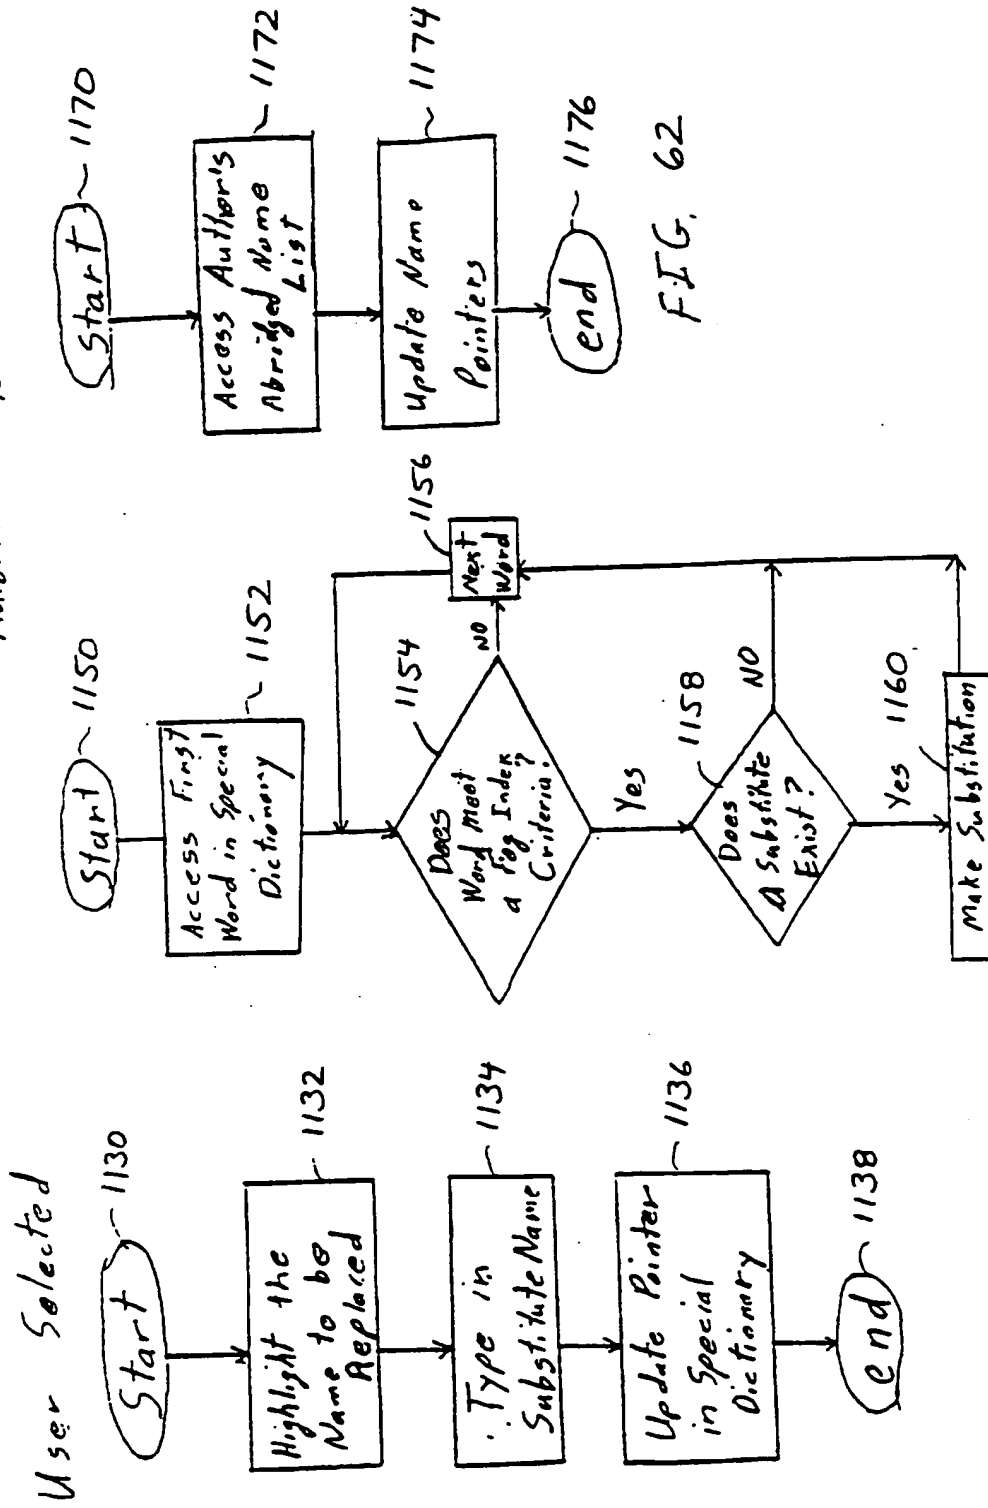 User Selected
Start
1130
Highlight the
Name to be
Replaced
1132
Type in
Substitute Name
1134
Update Pointer
in Special
Dictionary
1136
end
1138
Start
1150
Access First
Word in Special
Dictionary
1152
Does
Word Meet
a Fog Index
Criteria?
1154
NO
Next
Word
1156
Yes
Does
A Substitute
Exist?
1158
NO
Yes
1160
Make Substitution
Start
1170
Access Author's
Abridged Name
List
1172
Update Name
Pointers
1174
end
1176
FIG. 62